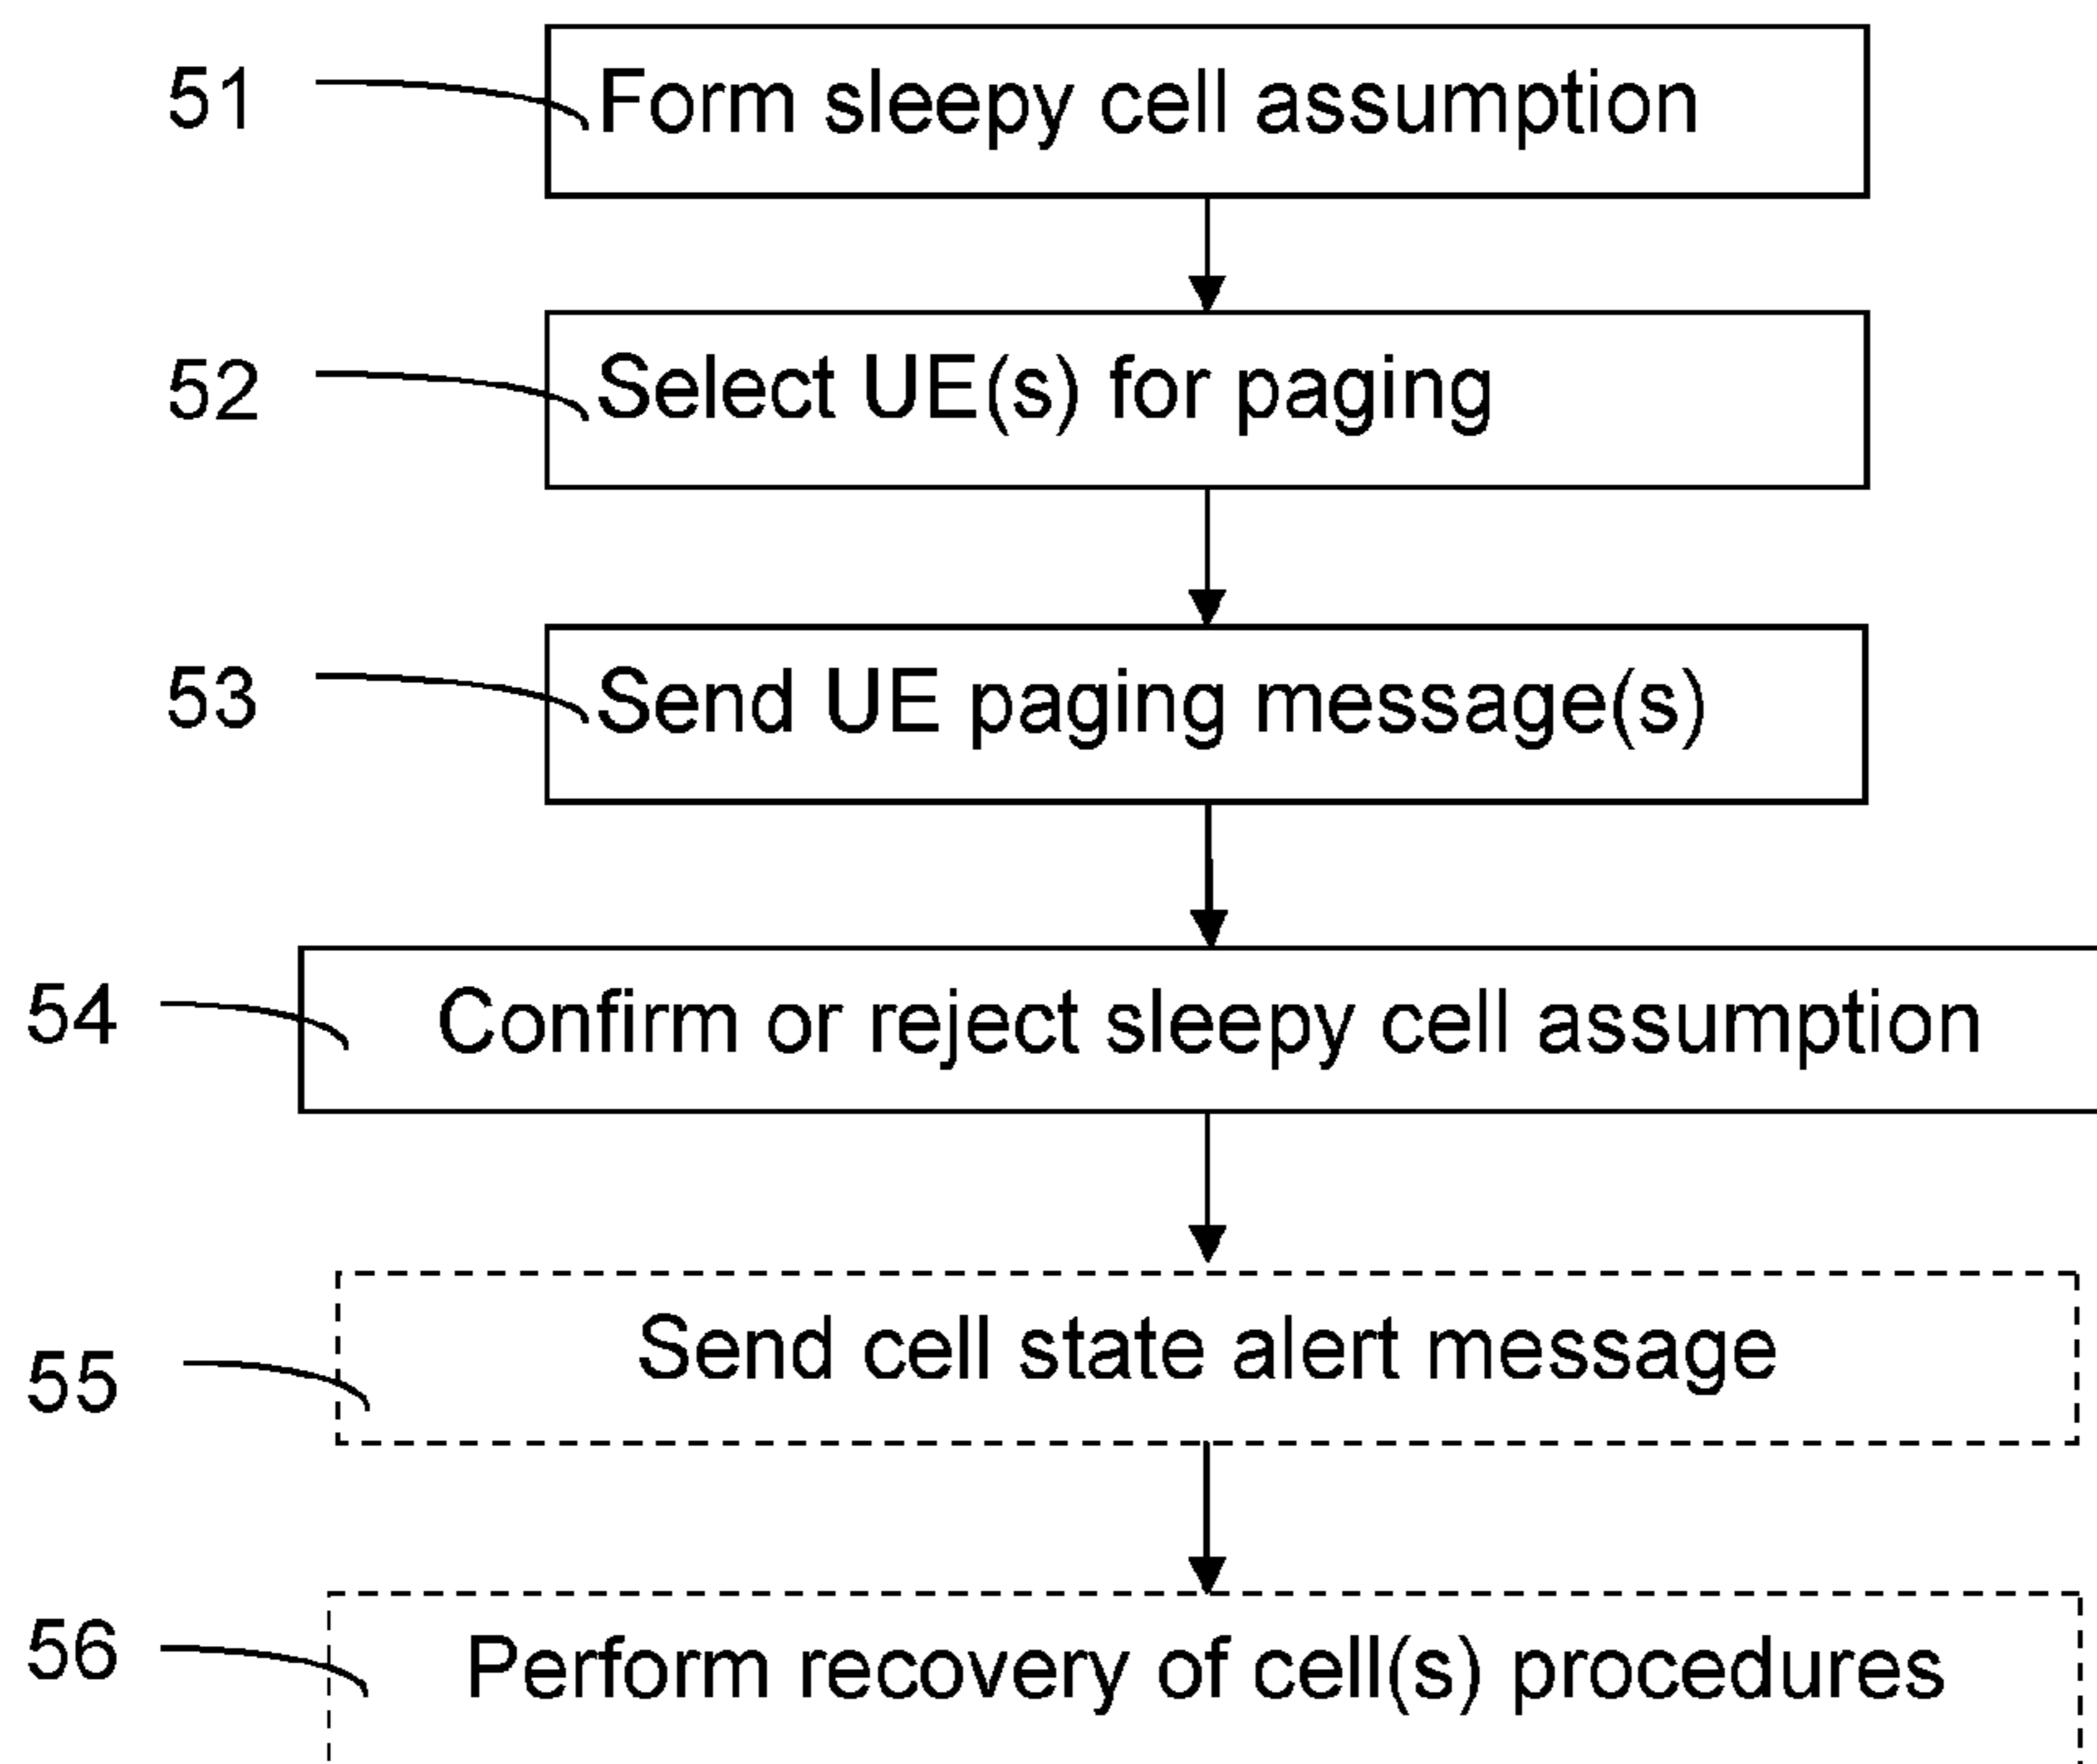 51 Form sleepy cell assumption
52 Select UE(s) for paging
53 Send UE paging message(s)
54 Confirm or reject sleepy cell assumption
55 Send cell state alert message
56 Perform recovery of cell(s) procedures